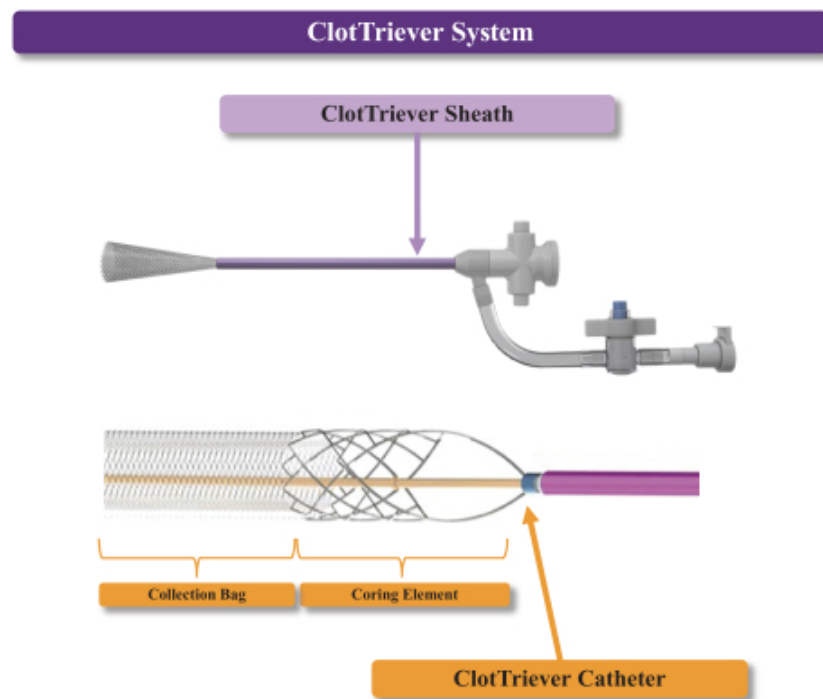 ClotTriever System
ClotTriever Sheath
Collection Bag
Coring Element
ClotTriever Catheter